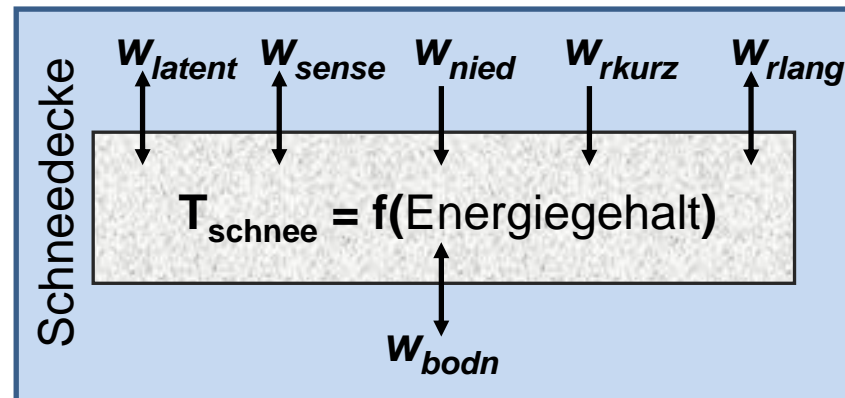 Schneedecke
w_latent w_sense w_nied w_rkurz w_rlang
T_schnee = f(Energiegehalt)
w_bodn